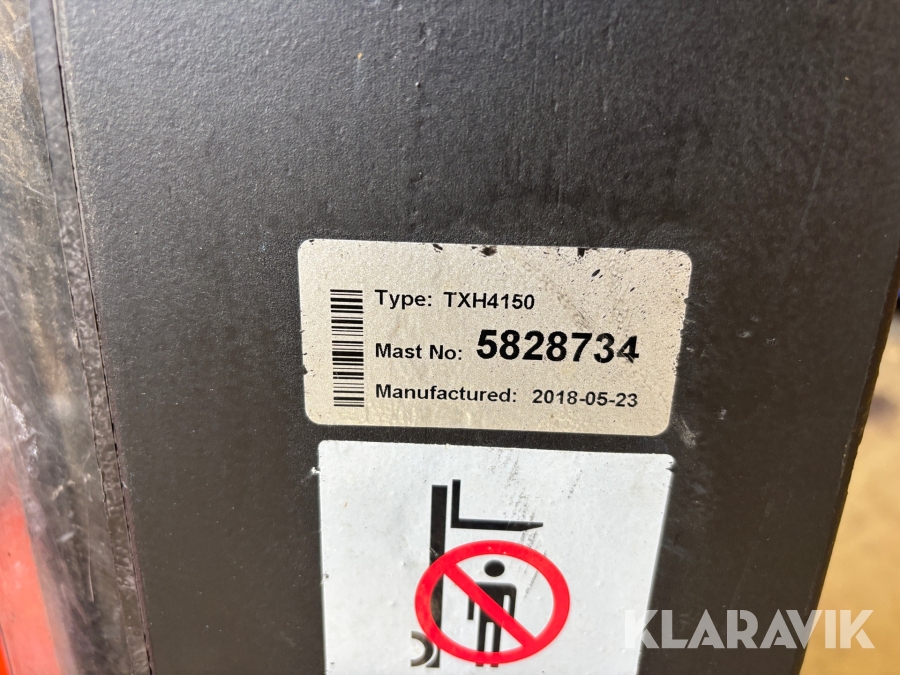 Type: TXH4150
Mast No: 5828734
Manufactured: 2018-05-23
KLARAVIK